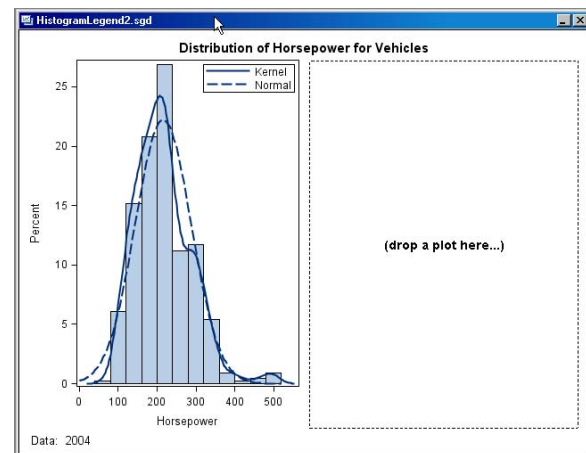 HistogramLegend2.sgd
Distribution of Horsepower for Vehicles
Kernel
Normal
25
20
15
10
5
0
Percent
0 100 200 300 400 500
Horsepower
(drop a plot here...)
Data: 2004